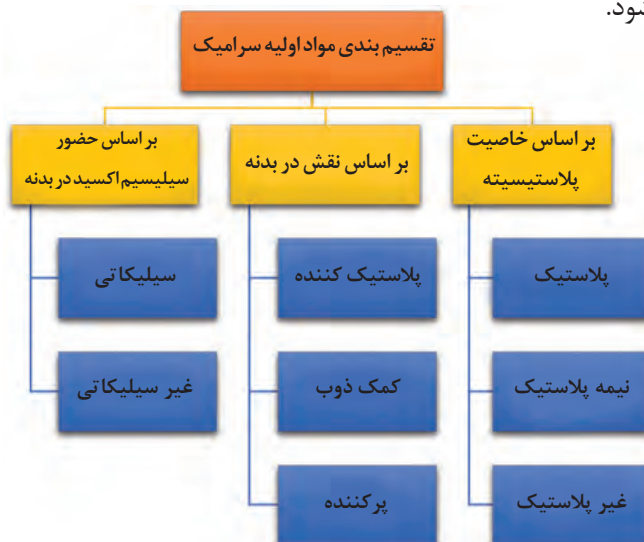 شود.
تقسیم بندی مواد اولیه سرامیک
بر اساس خاصیت
پلاستیسیته
پلاستیک
نیمه پلاستیک
غیر پلاستیک
بر اساس نقش در بدنه
پلاستیک کننده
کمک ذوب
پرکننده
بر اساس حضور
سیلیسیم اکسید در بدنه
سیلیکاتی
غیر سیلیکاتی